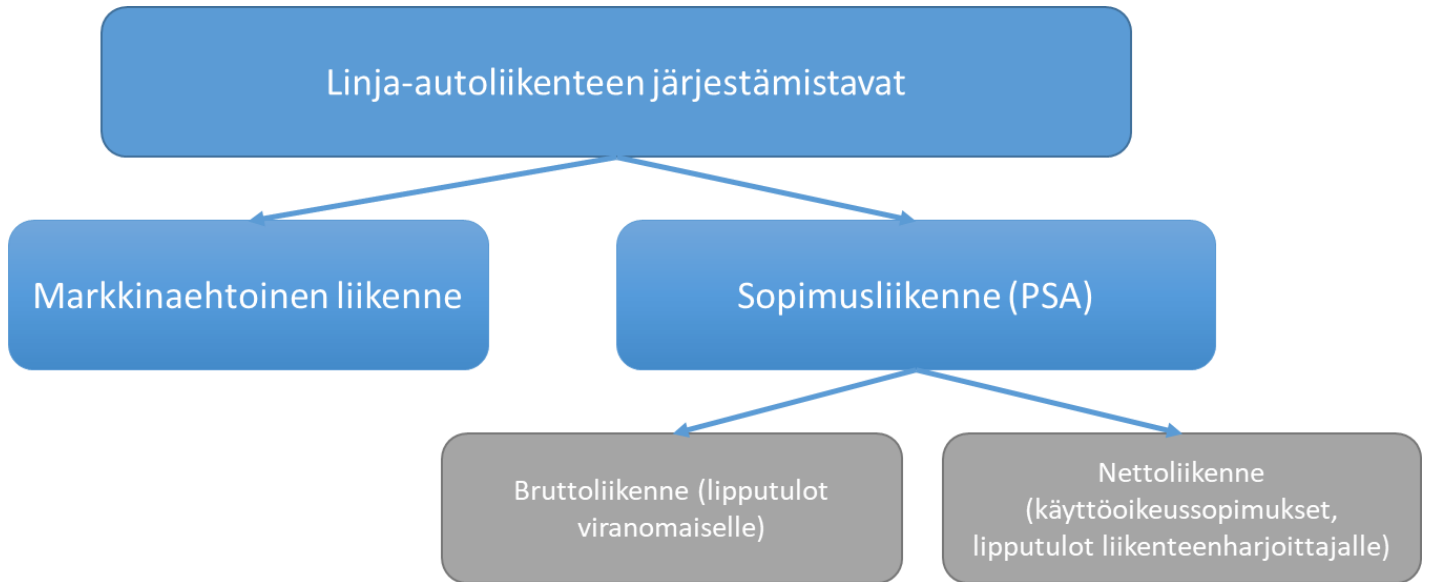 Linja-autoliikenteen järjestämistavat
Markkinaehtoinen liikenne
Sopimusliikenne (PSA)
Bruttoliikenne (lipputulot
viranomaiselle)
Nettoliikenne
(käyttöoikeussopimukset,
lipputulot liikenteenharjoittajalle)